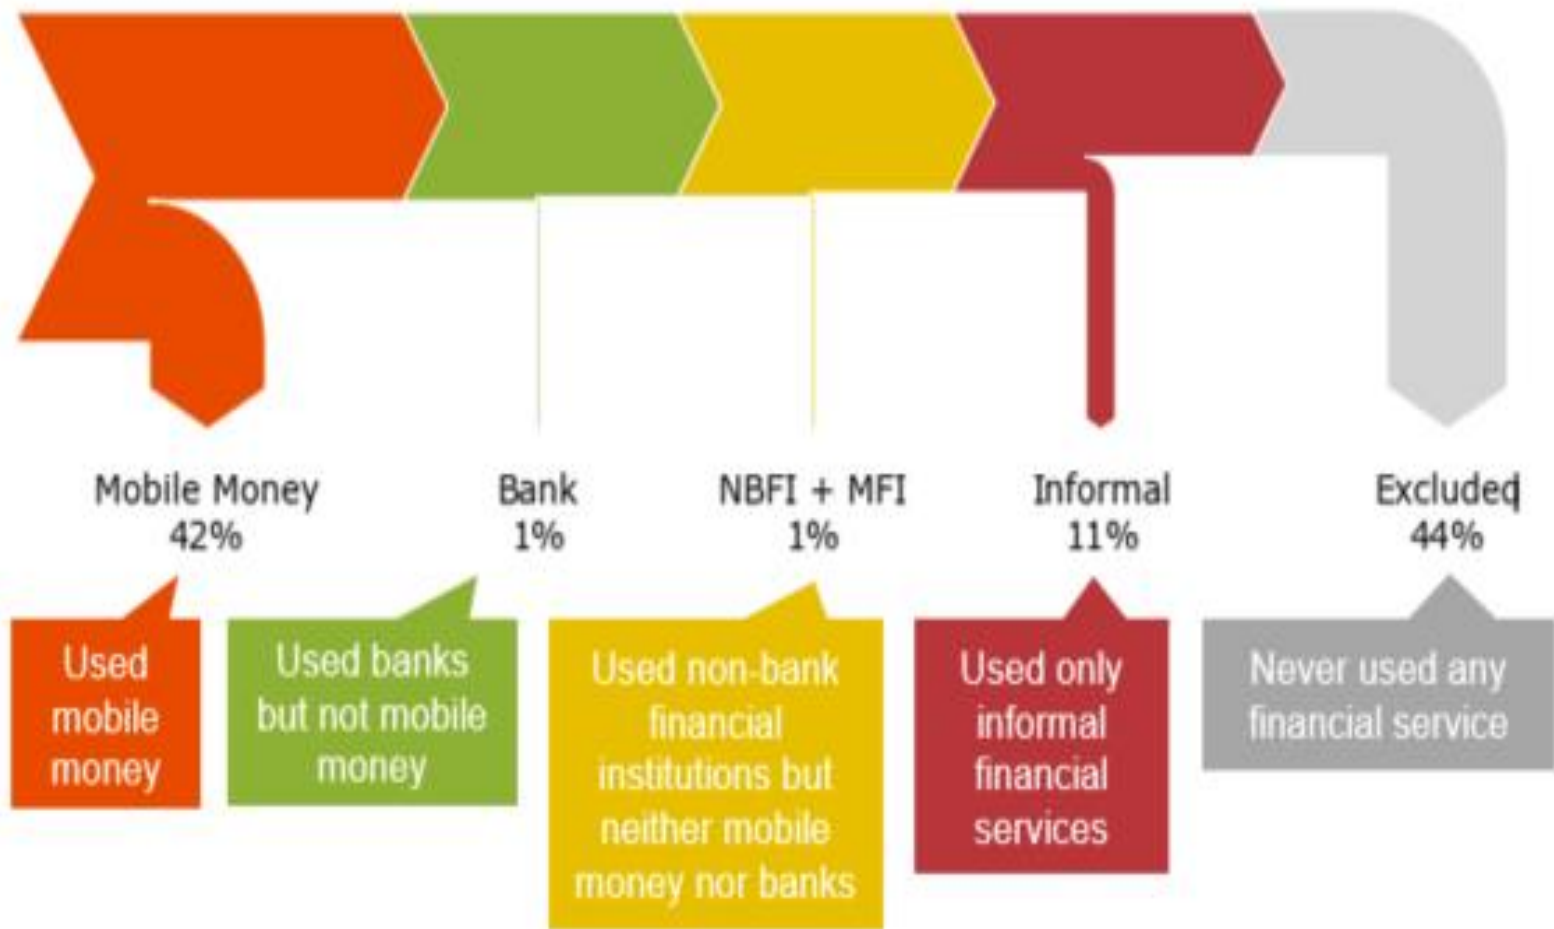 Mobile Money
42%
Bank
1%
NBFI + MFI
1%
Informal
11%
Excluded
44%
Used
mobile
money
Used banks
but not mobile
money
Used non-bank
financial
institutions but
neither mobile
money nor banks
Used only
informal
financial
services
Never used any
financial service